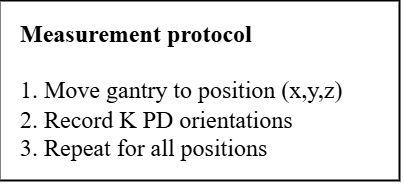 Measurement protocol
1. Move gantry to position (x,y,z)
2. Record K PD orientations
3. Repeat for all positions